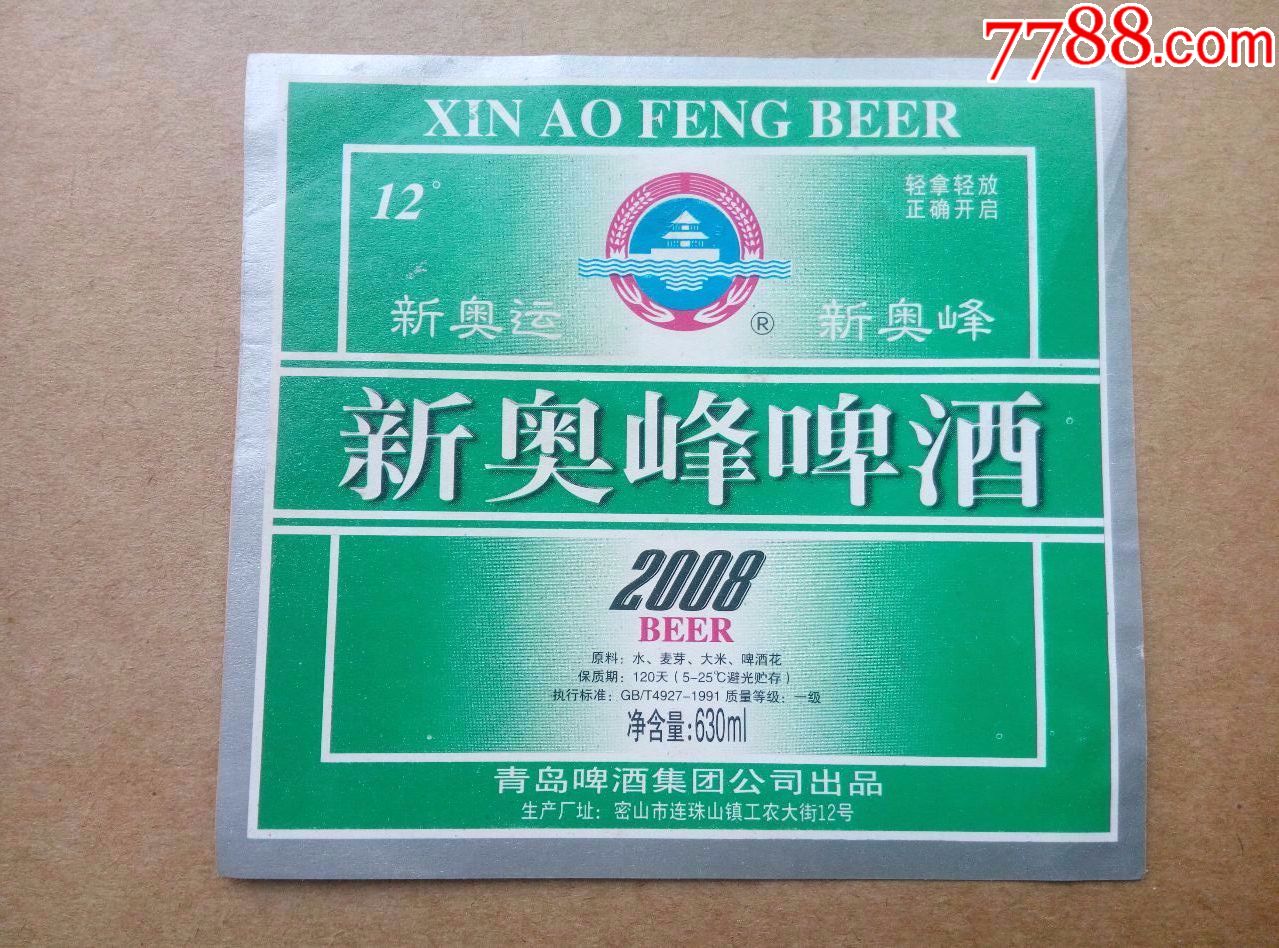 7788.com
XIN AO FENG BEER
12°
轻拿轻放
正确开启
新奥运 ® 新奥峰
新奥峰啤酒
2008
BEER
原料：水、麦芽、大米、啤酒花
保质期：120天（5-25℃避光贮存）
执行标准：GB/T4927-1991 质量等级：一级
净含量:630ml
青岛啤酒集团公司出品
生产厂址：密山市连珠山镇工农大街12号